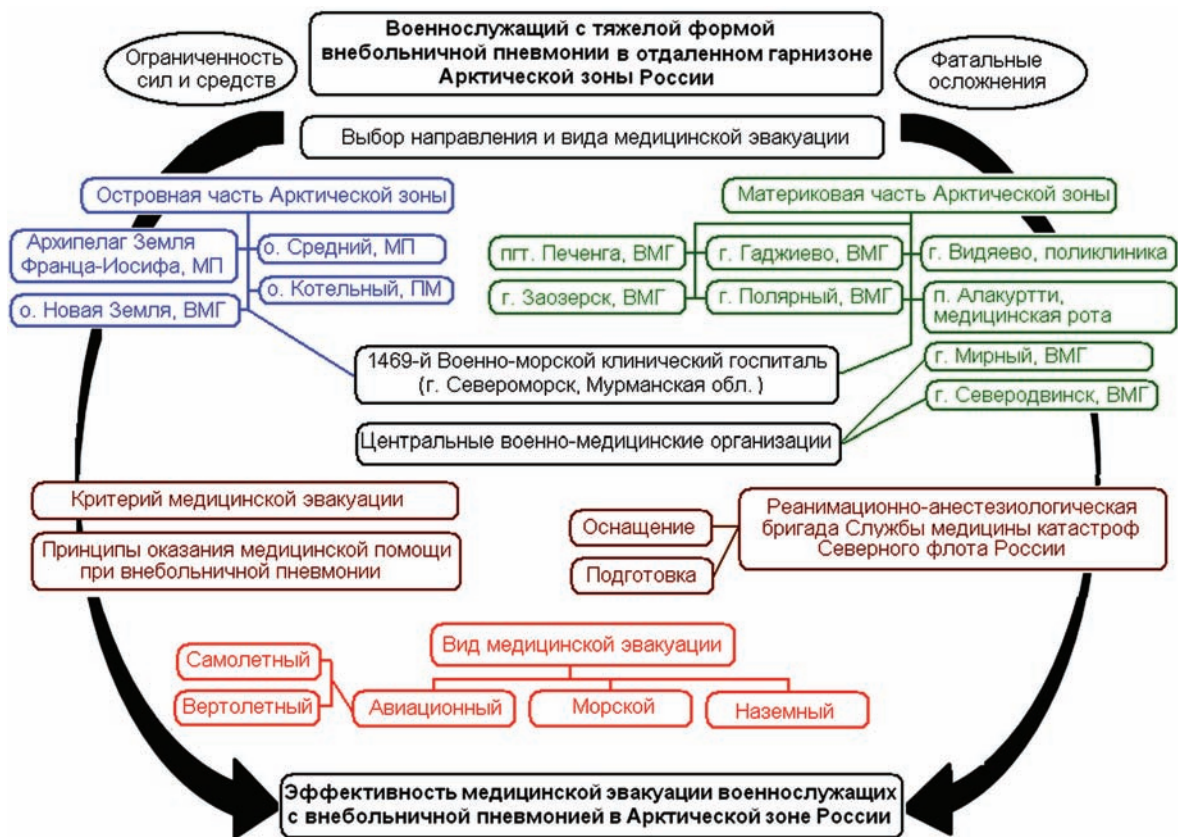 Ограниченность
сил и средств
Военнослужащий с тяжелой формой
внебольничной пневмонии в отдаленном гарнизоне
Арктической зоны России
Фатальные
осложнения
Выбор направления и вида медицинской эвакуации
Островная часть Арктической зоны
Архипелаг Земля
Франца-Иосифа, МП
о. Средний, МП
о. Котельный, ПМ
о. Новая Земля, ВМГ
Материковая часть Арктической зоны
пгт. Печенга, ВМГ
г. Гаджиево, ВМГ
г. Видяево, поликлиника
г. Заозерск, ВМГ
г. Полярный, ВМГ
п. Алакуртти,
медицинская рота
г. Мирный, ВМГ
г. Северодвинск, ВМГ
1469-й Военно-морской клинический госпиталь
(г. Североморск, Мурманская обл. )
Центральные военно-медицинские организации
Критерий медицинской эвакуации
Принципы оказания медицинской помощи
при внебольничной пневмонии
Оснащение
Подготовка
Реанимационно-анестезиологическая
бригада Службы медицины катастроф
Северного флота России
Вид медицинской эвакуации
Самолетный
Вертолетный
Авиационный
Морской
Наземный
Эффективность медицинской эвакуации военнослужащих
с внебольничной пневмонией в Арктической зоне России